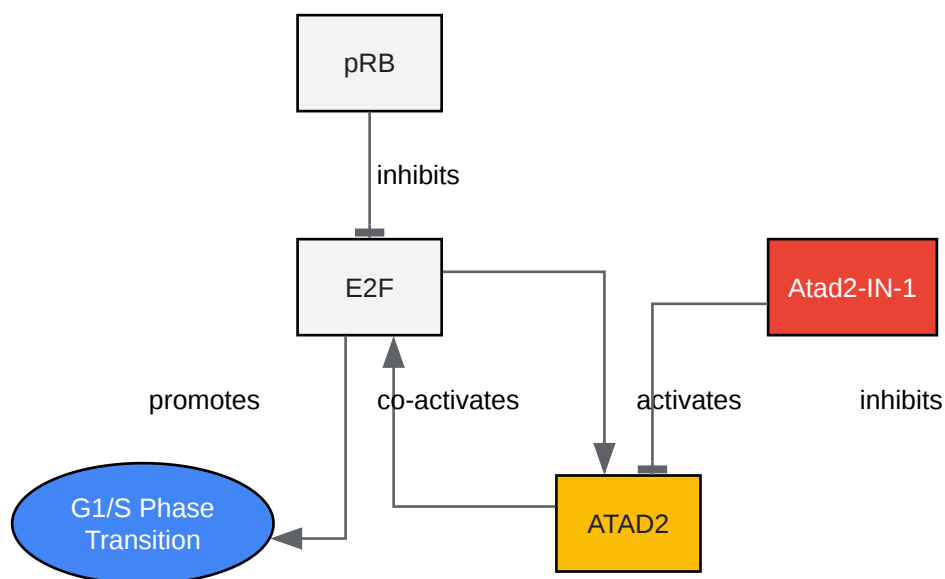 pRB
inhibits
E2F
Atad2-IN-1
promotes
co-activates
activates
inhibits
G1/S Phase
Transition
ATAD2